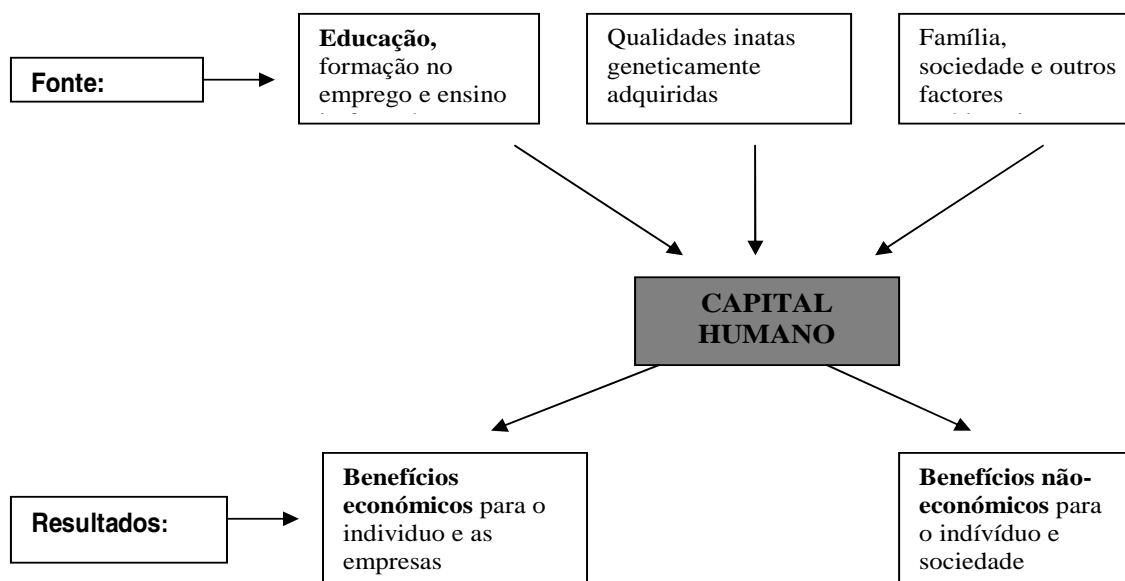 Fonte:
Educação,
formação no
emprego e ensino
Qualidades inatas
geneticamente
adquiridas
Família,
sociedade e outros
factores
CAPITAL
HUMANO
Resultados:
Benefícios
económicos para o
individuo e as
empresas
Benefícios não-
económicos para
o indívíduo e
sociedade